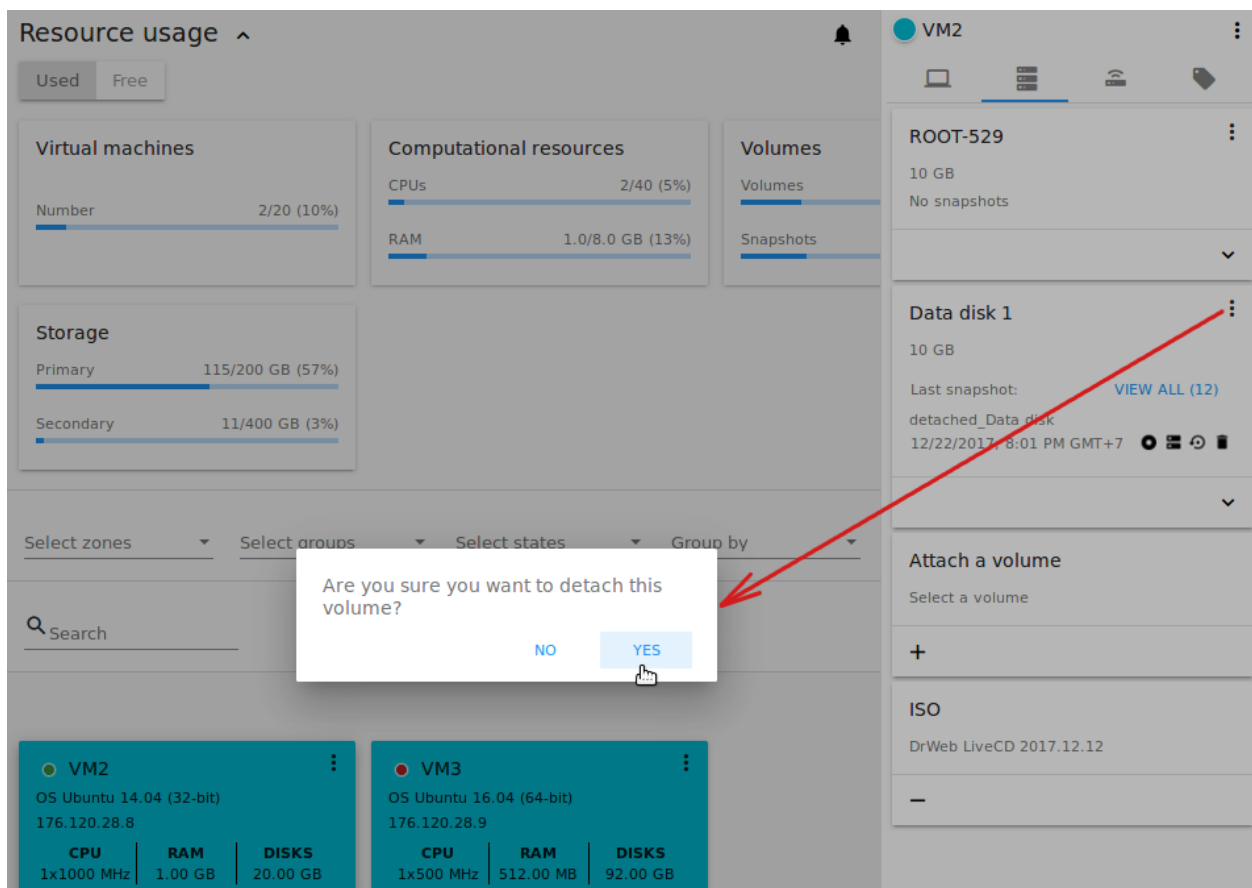 Resource usage
Used Free
Virtual machines
Number 2/20 (10%)
Computational resources
CPUs 2/40 (5%)
RAM 1.0/8.0 GB (13%)
Volumes
Volumes
Snapshots
Storage
Primary 115/200 GB (57%)
Secondary 11/400 GB (3%)
Select zones Select groups Select states Group by
Search
Are you sure you want to detach this
volume?
NO YES
VM2
OS Ubuntu 14.04 (32-bit)
176.120.28.8
CPU RAM DISKS
1x1000 MHz 1.00 GB 20.00 GB
VM3
OS Ubuntu 16.04 (64-bit)
176.120.28.9
CPU RAM DISKS
1x500 MHz 512.00 MB 92.00 GB
VM2
ROOT-529
10 GB
No snapshots
Data disk 1
10 GB
Last snapshot: VIEW ALL (12)
detached_Data disk
12/22/2017, 8:01 PM GMT+7
Attach a volume
Select a volume
+
ISO
DrWeb LiveCD 2017.12.12
−